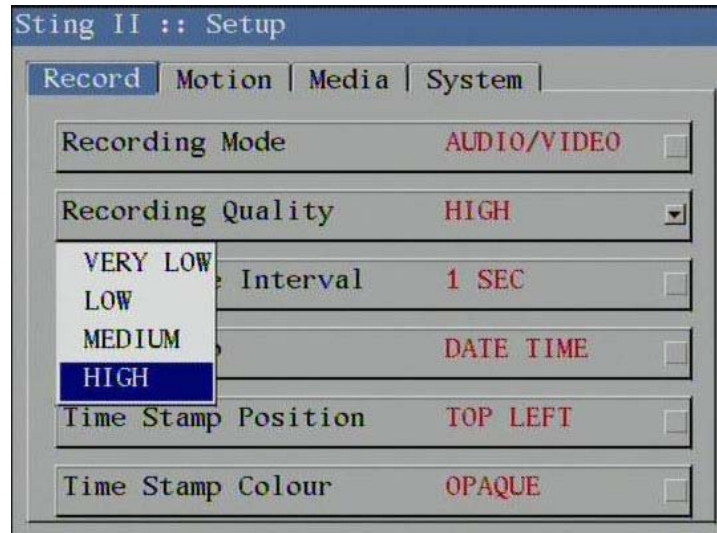 Sting II :: Setup
Record | Motion | Media | System |
Recording Mode AUDIO/VIDEO
Recording Quality HIGH
VERY LOW
LOW
MEDIUM
HIGH
Interval 1 SEC
DATE TIME
Time Stamp Position TOP LEFT
Time Stamp Colour OPAQUE